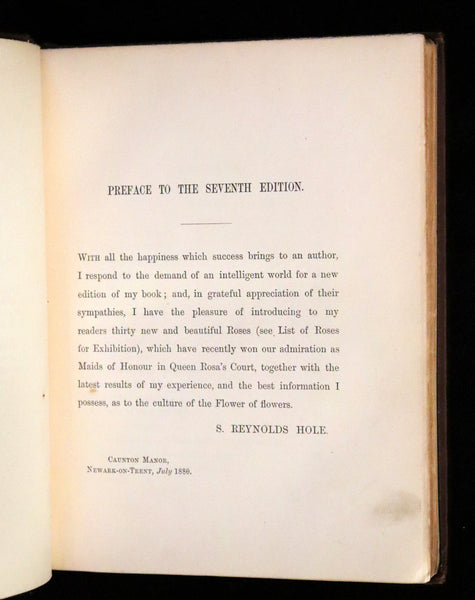 PREFACE TO THE SEVENTH EDITION.
WITH all the happiness which success brings to an author,
I respond to the demand of an intelligent world for a new
edition of my book; and, in grateful appreciation of their
sympathies, I have the pleasure of introducing to my
readers thirty new and beautiful Roses (see List of Roses
for Exhibition), which have recently won our admiration as
Maids of Honour in Queen Rosa's Court, together with the
latest results of my experience, and the best information I
possess, as to the culture of the Flower of flowers.
S. REYNOLDS HOLE.
CAUNTON MANOR,
NEWARK-ON-TRENT, July 1880.